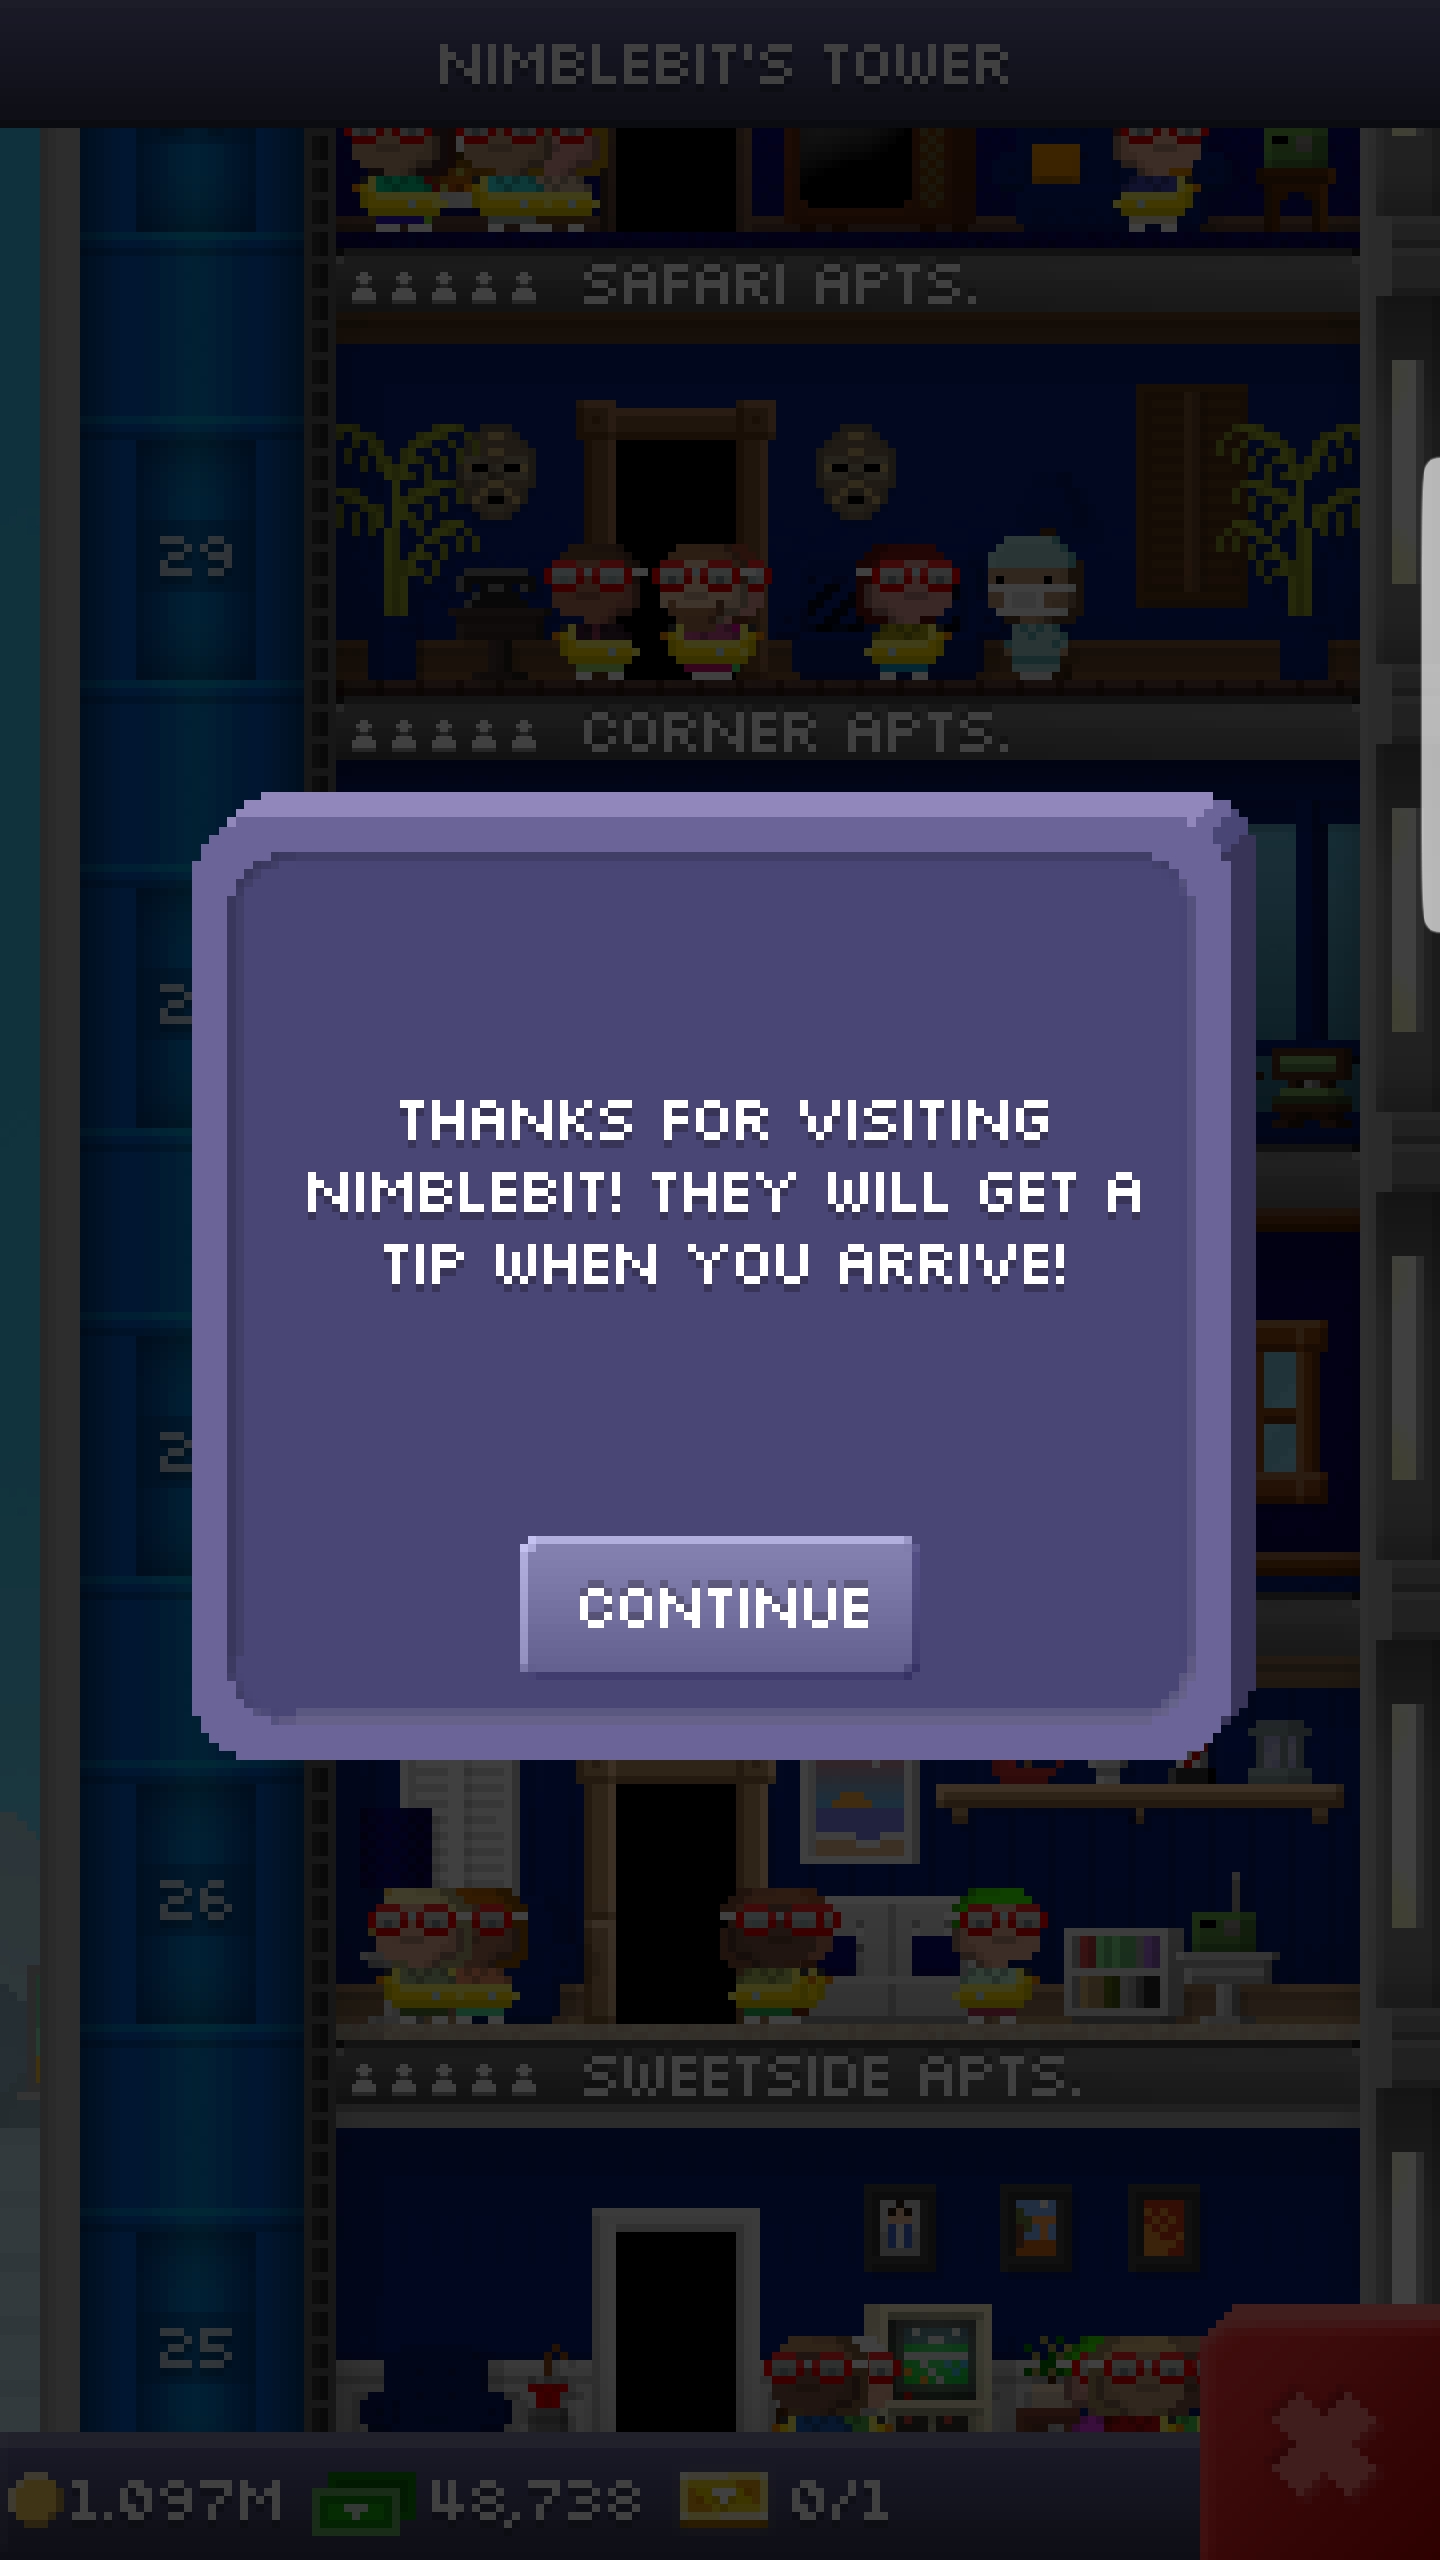 NIMBLEBIT'S TOWER
SAFARI APTS.
29
CORNER APTS.
THANKS FOR VISITING
NIMBLEBIT! THEY WILL GET A
TIP WHEN YOU ARRIVE!
CONTINUE
26
SWEETSIDE APTS.
25
1.097M 48,738 0/1